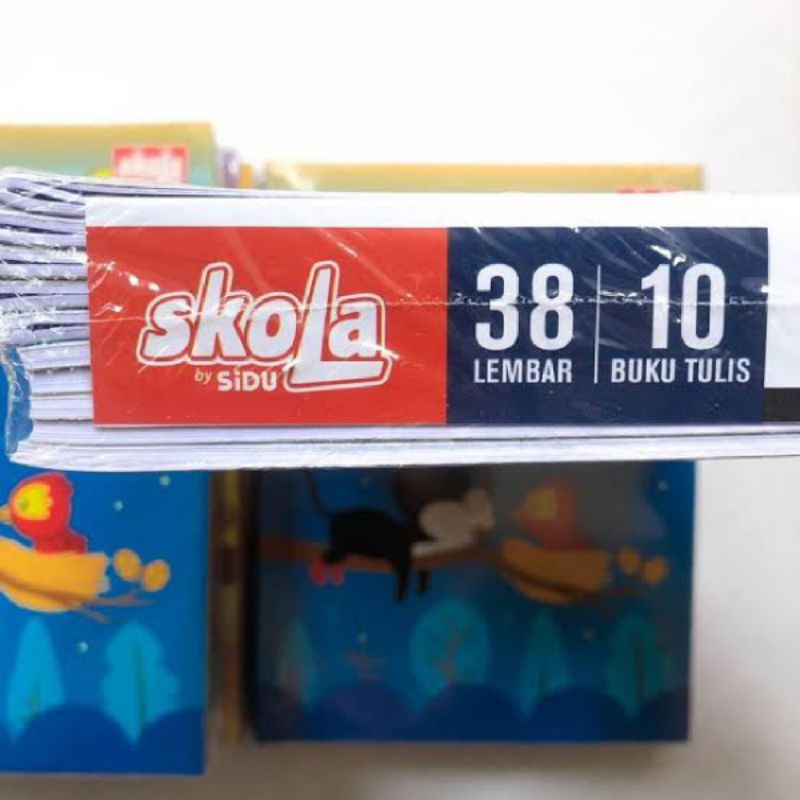 skoLa
by SiDU
38 10
LEMBAR BUKU TULIS